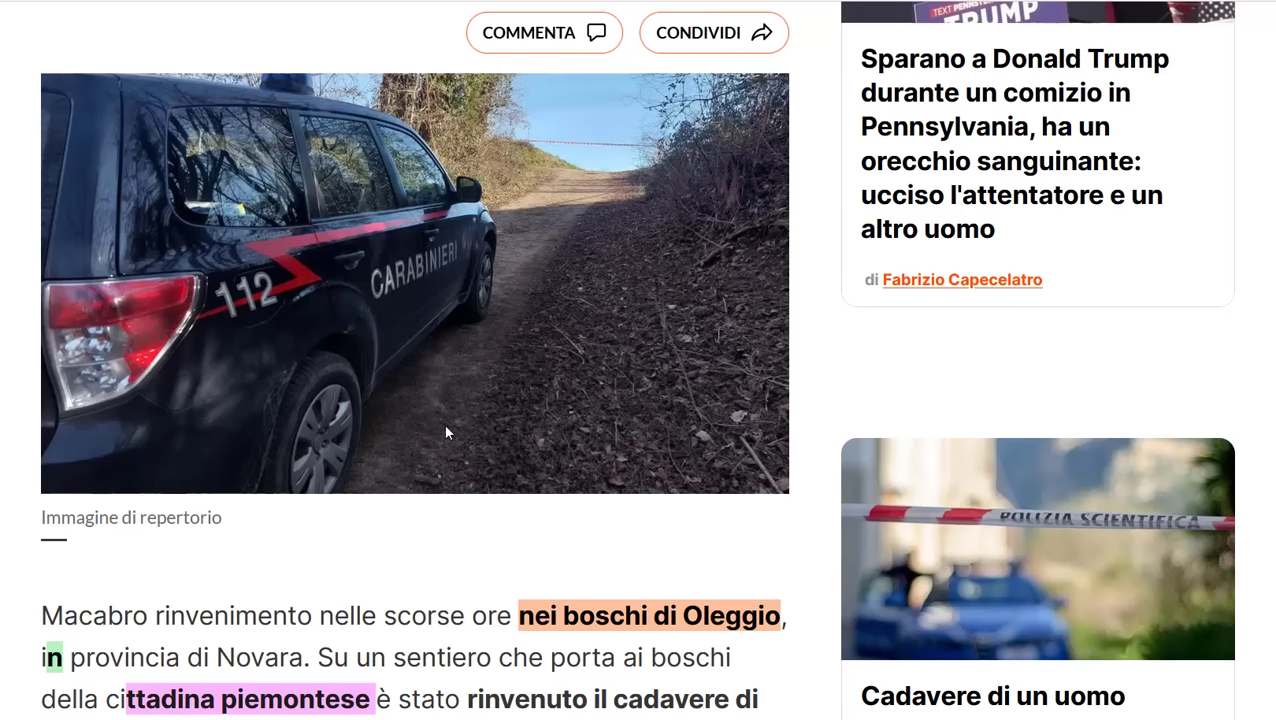 COMMENTA
CONDIVIDI
112
CARABINIERI
Immagine di repertorio
Macabro rinvenimento nelle scorse ore nei boschi di Oleggio,
in provincia di Novara. Su un sentiero che porta ai boschi
della cittadina piemontese è stato rinvenuto il cadavere di
TEXT
TRUMP
Sparano a Donald Trump
durante un comizio in
Pennsylvania, ha un
orecchio sanguinante:
ucciso l'attentatore e un
altro uomo
di Fabrizio Capecelatro
POLIZIA SCIENTIFICA
Cadavere di un uomo